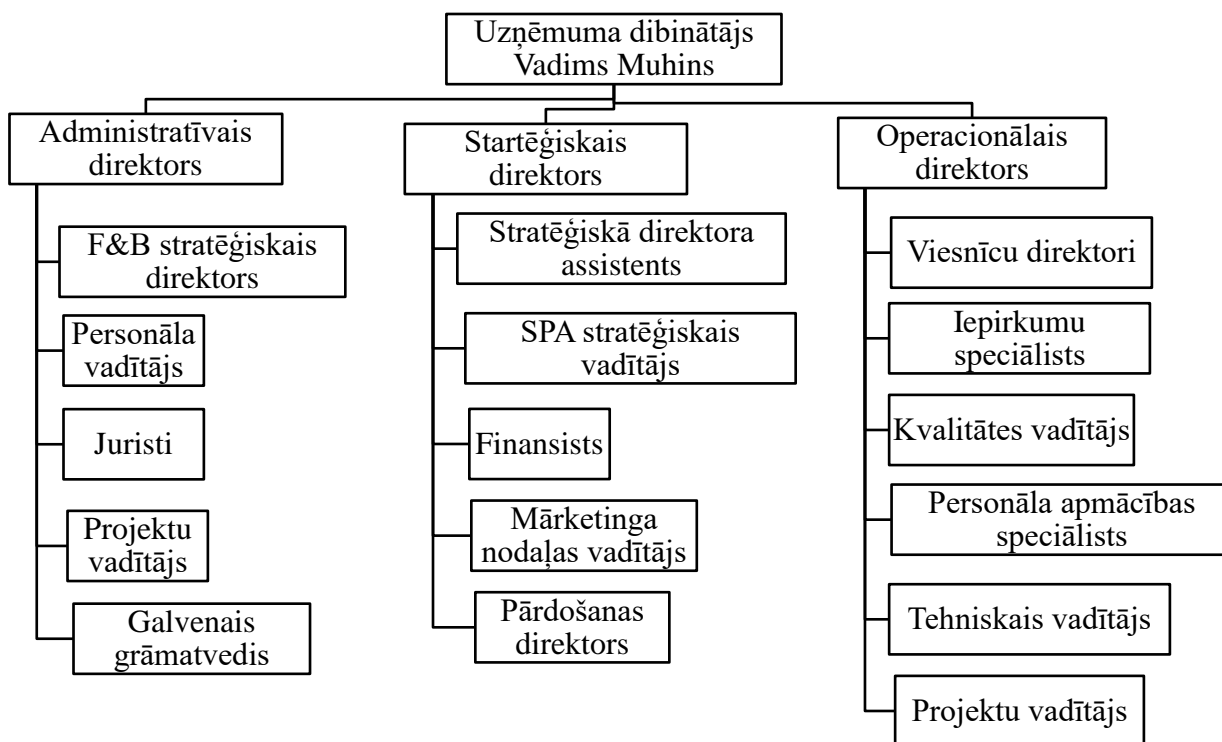 Uzņēmuma dibinātājs
Vadims Muhins
Administratīvais
direktors
F&B stratēģiskais
direktors
Personāla
vadītājs
Juristi
Projektu
vadītājs
Galvenais
grāmatvedis
Startēģiskais
direktors
Stratēģiskā direktora
assistents
SPA stratēģiskais
vadītājs
Finansists
Mārketinga
nodaļas vadītājs
Pārdošanas
direktors
Operacionālais
direktors
Viesnīcu direktori
Iepirkumu
speciālists
Kvalitātes vadītājs
Personāla apmācības
speciālists
Tehniskais vadītājs
Projektu vadītājs